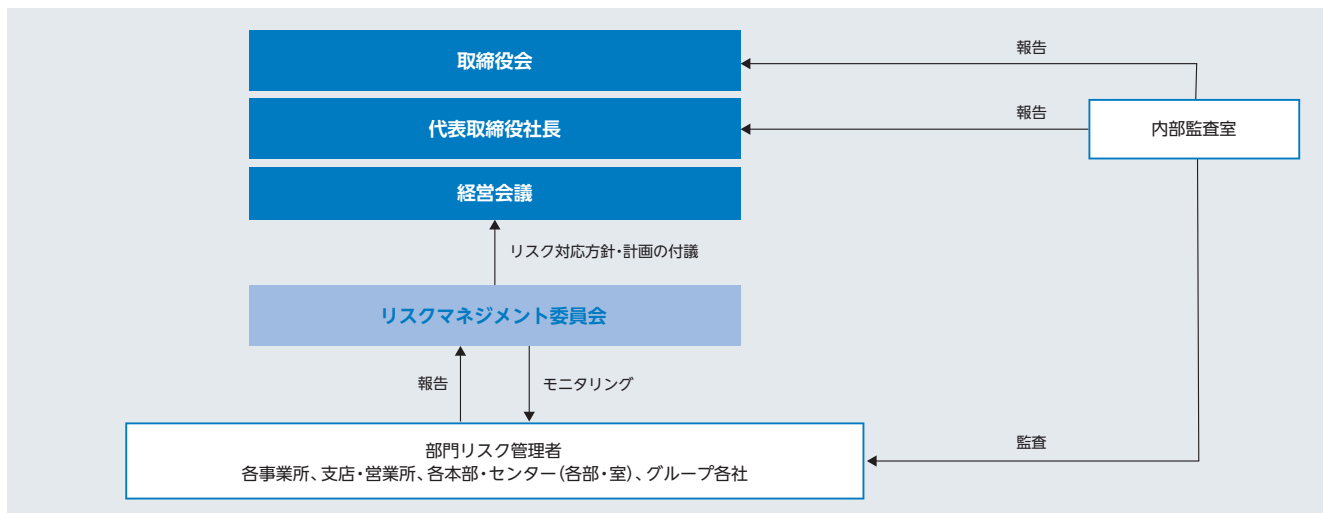 取締役会
報告
代表取締役社長
報告
内部監査室
経営会議
リスク対応方針・計画の付議
リスクマネジメント委員会
報告
モニタリング
部門リスク管理者
各事業所、支店・営業所、各本部・センター(各部・室)、グループ各社
監査